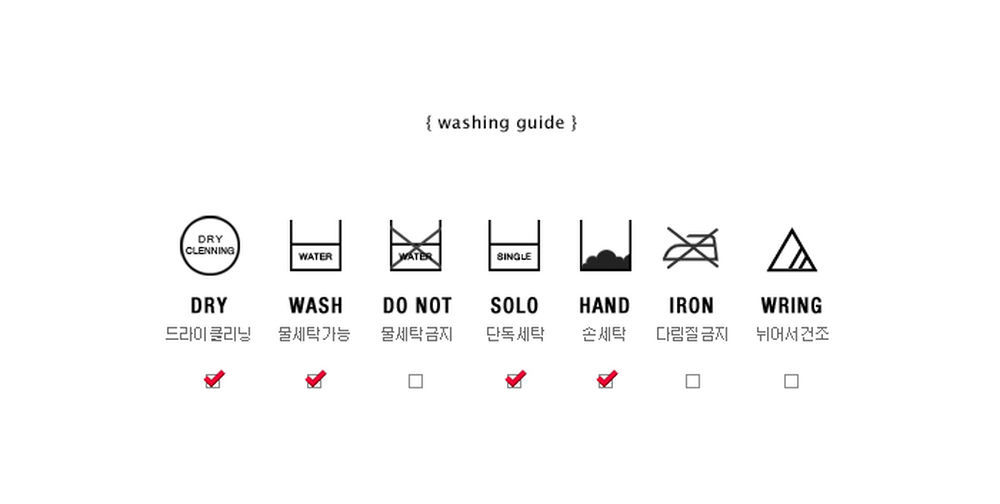 { washing guide }
DRY
CLENNING
WATER
WATER
SINGLE
DRY WASH DO NOT SOLO HAND IRON WRING
드라이클리닝 물세탁가능 물세탁금지 단독세탁 손세탁 다림질금지 뉘어서건조